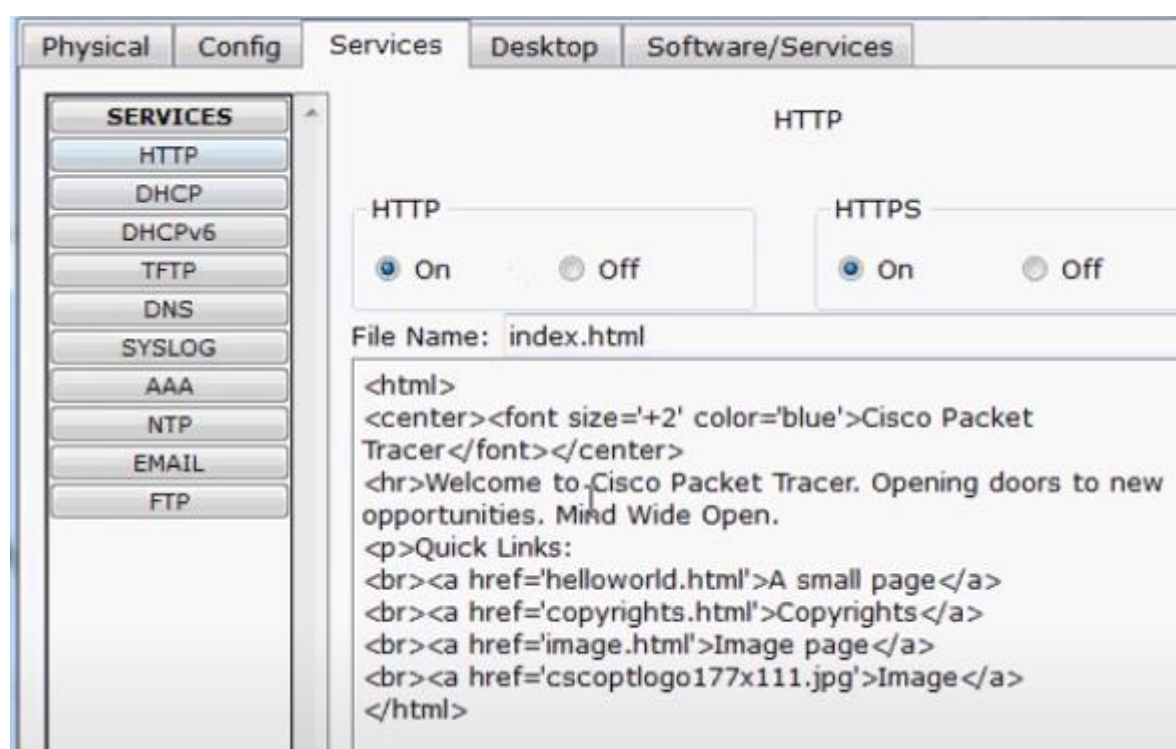 Physical Config Services Desktop Software/Services
SERVICES
HTTP
DHCP
DHCPv6
TFTP
DNS
SYSLOG
AAA
NTP
EMAIL
FTP
HTTP
HTTP
On Off
HTTPS
On Off
File Name: index.html
<html>
<center><font size='+2' color='blue'>Cisco Packet
Tracer</font></center>
<hr>Welcome to Cisco Packet Tracer. Opening doors to new
opportunities. Mind Wide Open.
<p>Quick Links:
<br><a href='helloworld.html'>A small page</a>
<br><a href='copyrights.html'>Copyrights</a>
<br><a href='image.html'>Image page</a>
<br><a href='cscoptlogo177x111.jpg'>Image</a>
</html>